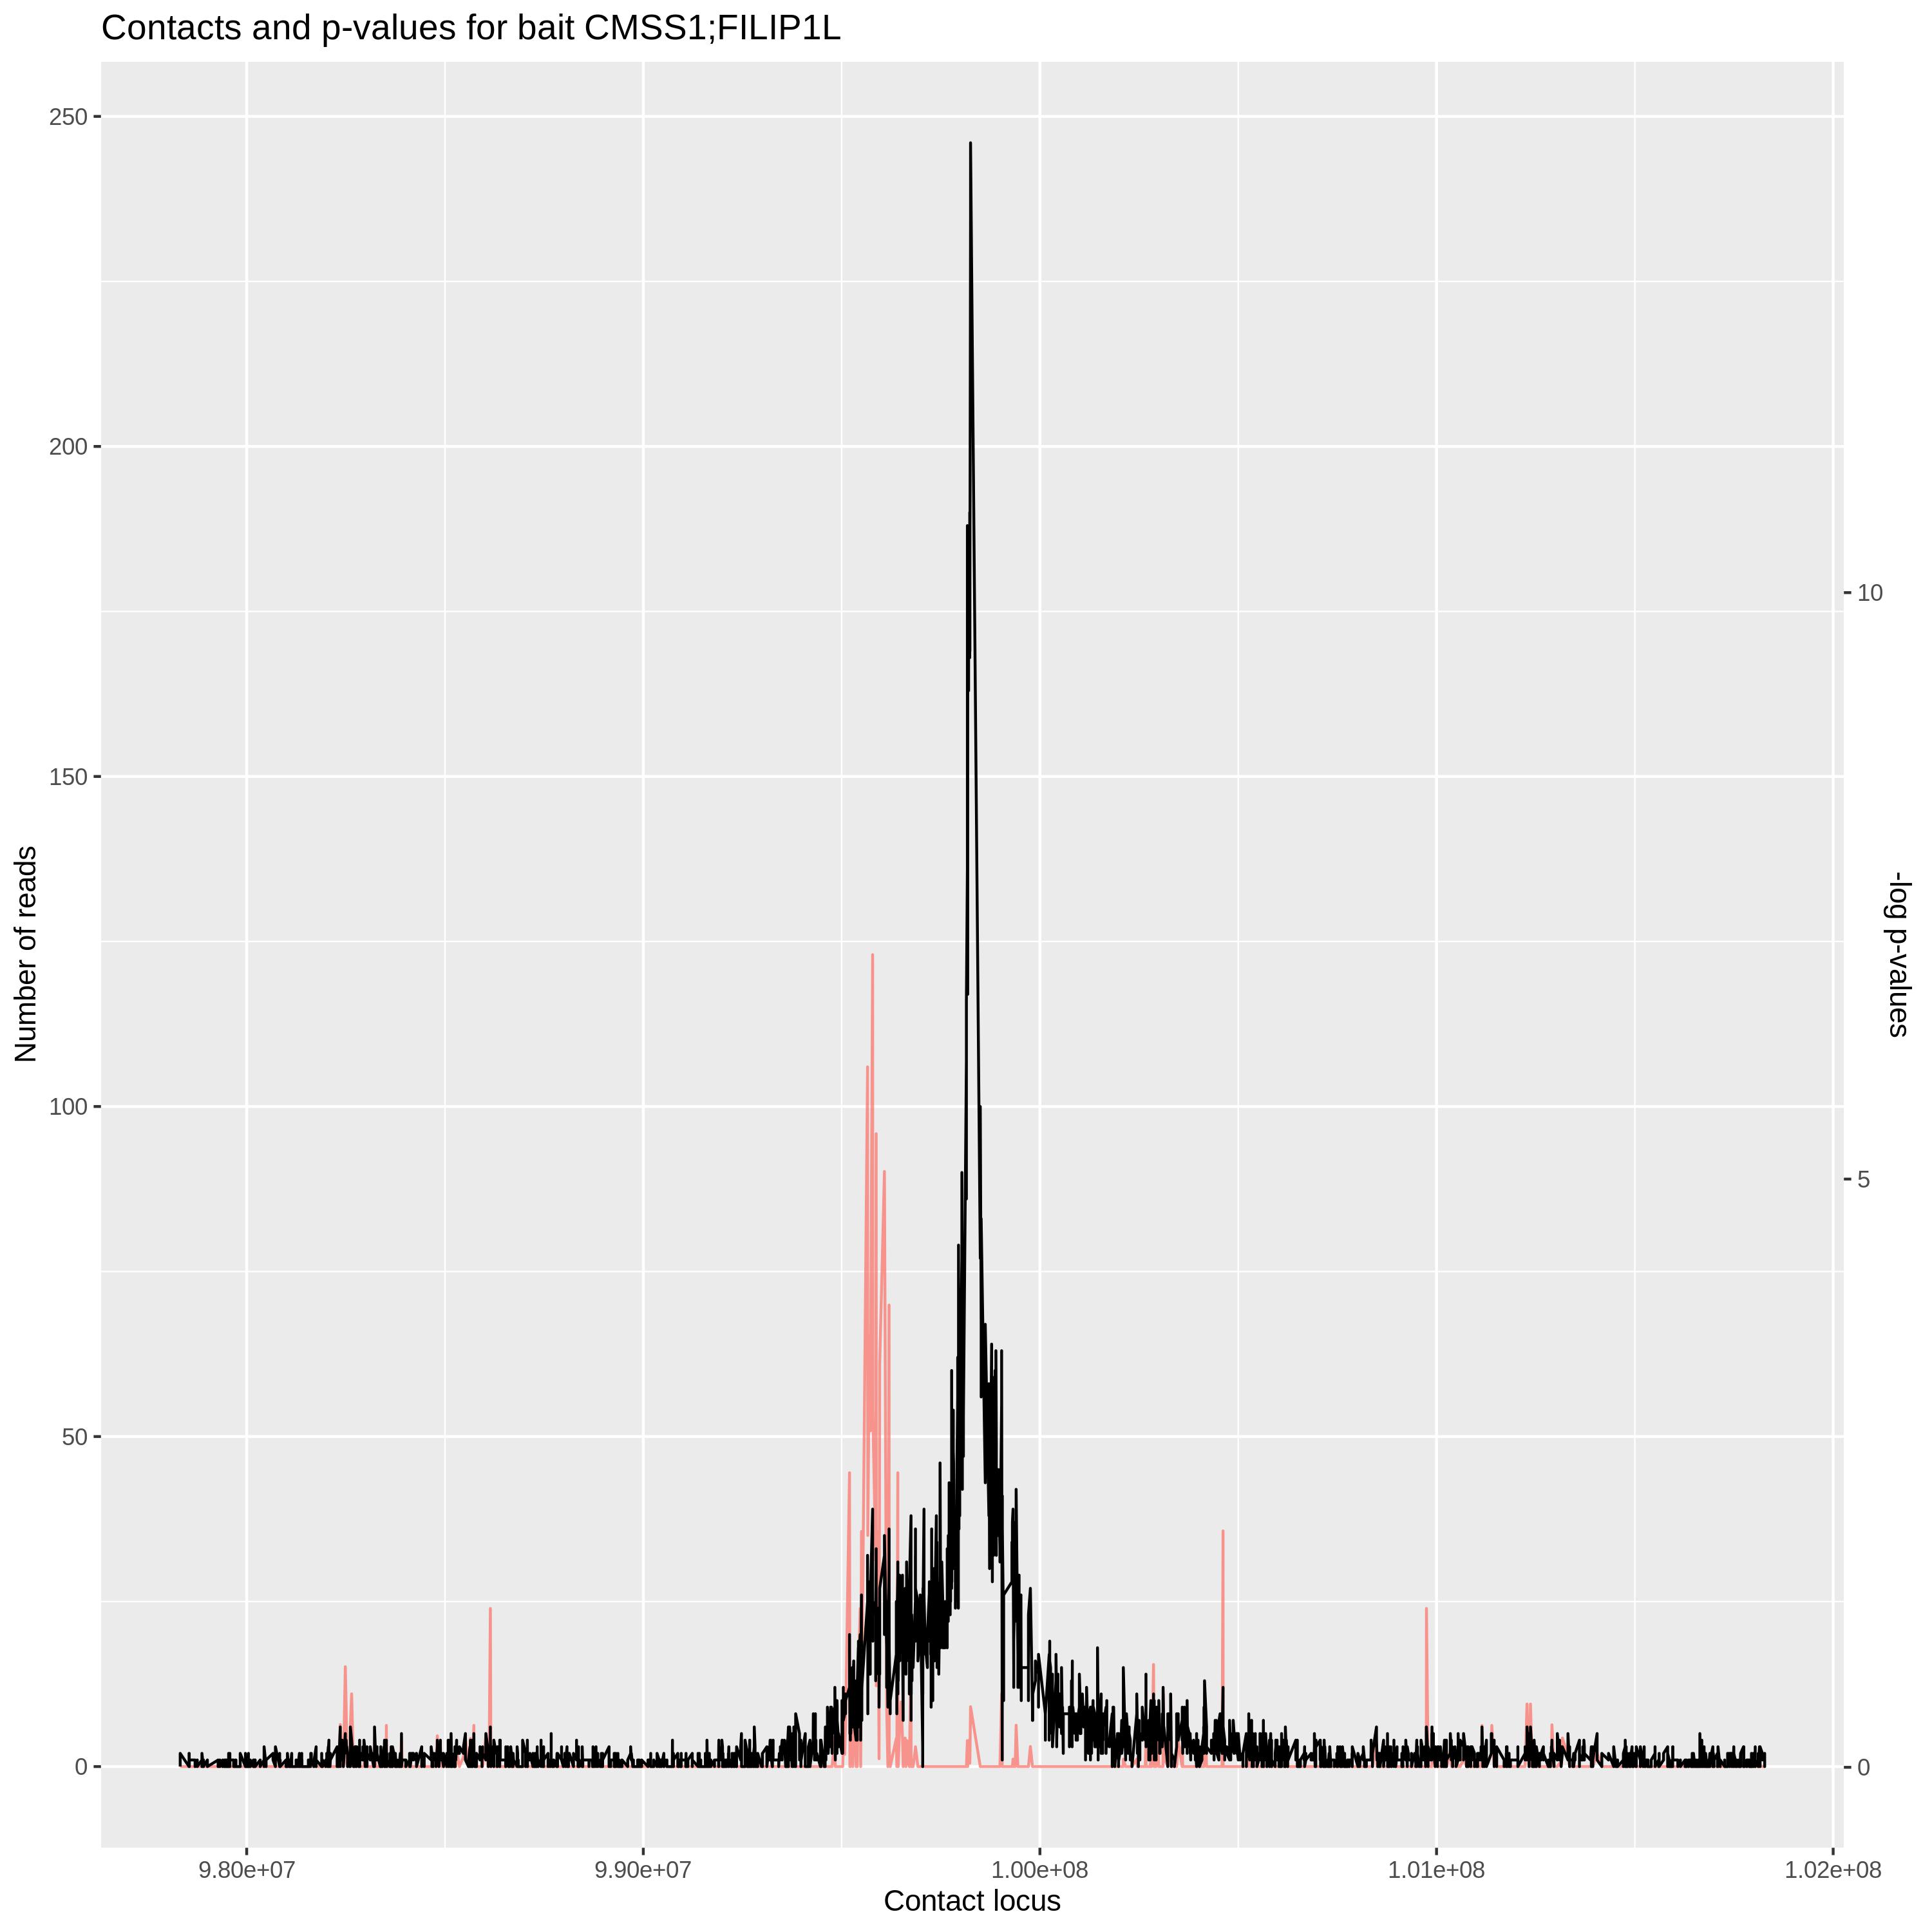 Contacts and p-values for bait CMSS1;FILIP1L
250
200
150
100
50
0
Number of reads
10
5
0
-log p-values
9.80e+07
9.90e+07
1.00e+08
1.01e+08
1.02e+08
Contact locus